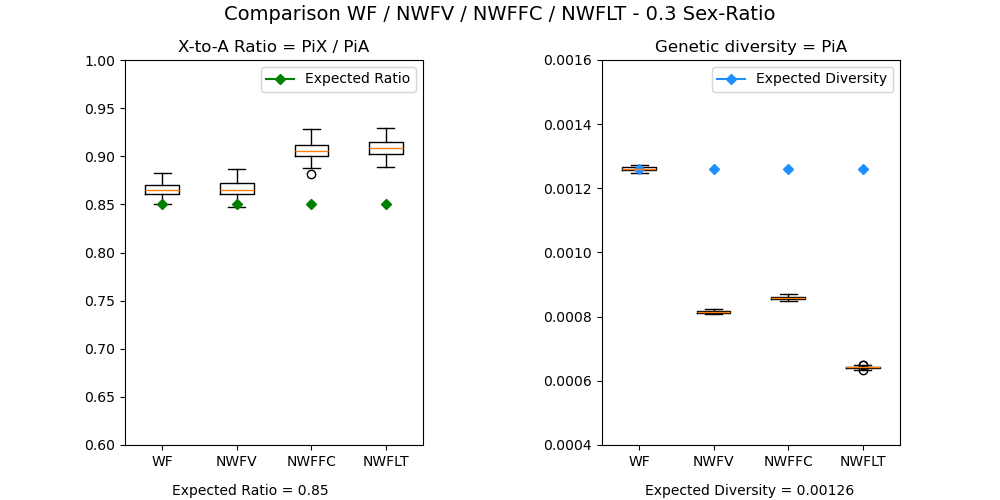 Comparison WF / NWFV / NWFFC / NWFLT - 0.3 Sex-Ratio
X-to-A Ratio = PiX / PiA
Expected Ratio
1.00
0.95
0.90
0.85
0.80
0.75
0.70
0.65
0.60
WF NWFV NWFFC NWFLT
Expected Ratio = 0.85
Genetic diversity = PiA
Expected Diversity
0.0016
0.0014
0.0012
0.0010
0.0008
0.0006
0.0004
WF NWFV NWFFC NWFLT
Expected Diversity = 0.00126